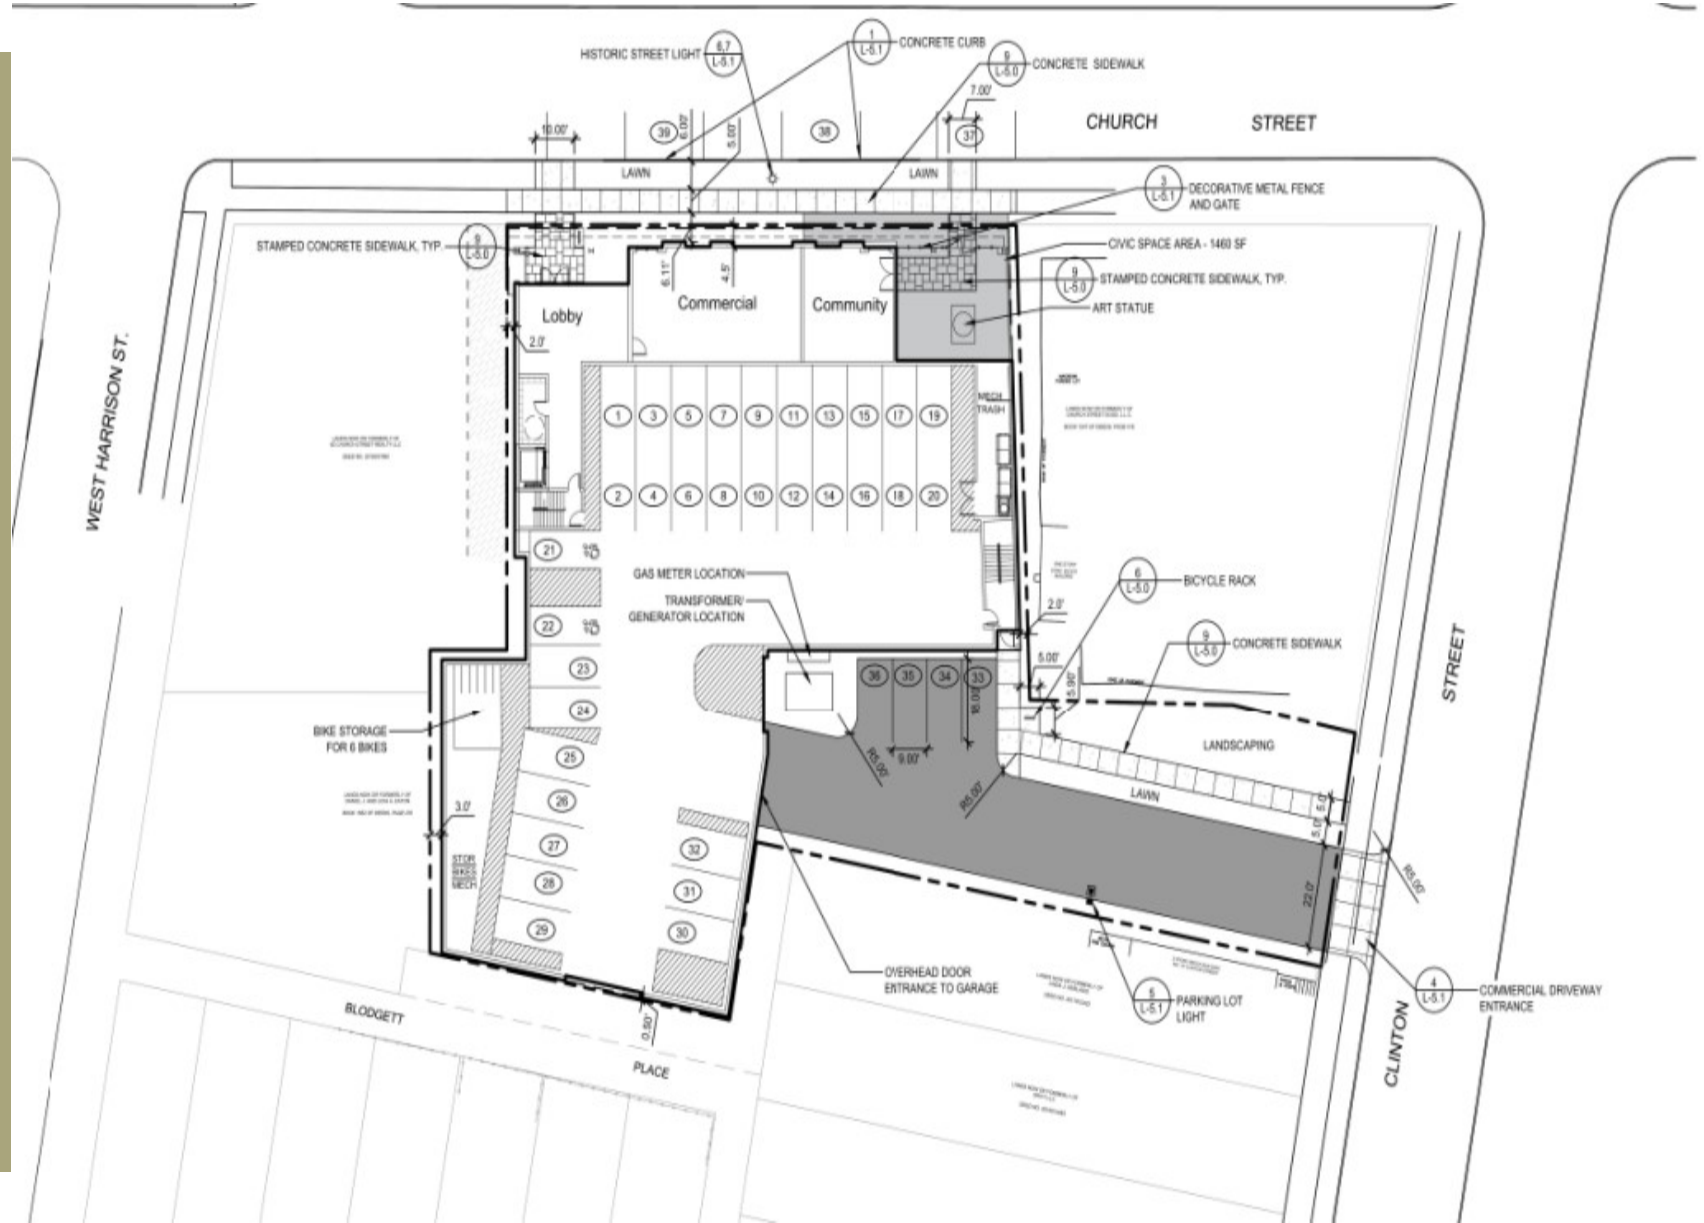 HISTORIC STREET LIGHT
6,7
L-5.1
1
L-5.1
CONCRETE CURB
9
L-5.0
CONCRETE SIDEWALK
7.00'
CHURCH STREET
10.00'
39
6.00'
5.00'
38
37
LAWN
LAWN
3
L-5.1
DECORATIVE METAL FENCE
AND GATE
STAMPED CONCRETE SIDEWALK, TYP.
9
L-5.0
CIVIC SPACE AREA - 1460 SF
9
L-5.0
STAMPED CONCRETE SIDEWALK, TYP.
6.11'
4.5'
Lobby
Commercial
Community
ART STATUE
2.0'
WEST HARRISON ST.
MECH
TRASH
1 3 5 7 9 11 13 15 17 19
2 4 6 8 10 12 14 16 18 20
21
GAS METER LOCATION
TRANSFORMER/
GENERATOR LOCATION
22
23
24
6
L-5.0
BICYCLE RACK
2.0'
9
L-5.0
CONCRETE SIDEWALK
5.00'
5.90'
36 35 34 33
18.00'
9.00'
R5.00'
R5.00'
BIKE STORAGE
FOR 6 BIKES
25
26
27
28
29
32
31
30
3.0'
STOR
BIKES
MECH
LANDSCAPING
LAWN
5.0'
5.0'
22.0'
R5.00'
STREET
CLINTON
OVERHEAD DOOR
ENTRANCE TO GARAGE
5
L-5.1
PARKING LOT
LIGHT
4
L-5.1
COMMERCIAL DRIVEWAY
ENTRANCE
0.50'
BLODGETT
PLACE